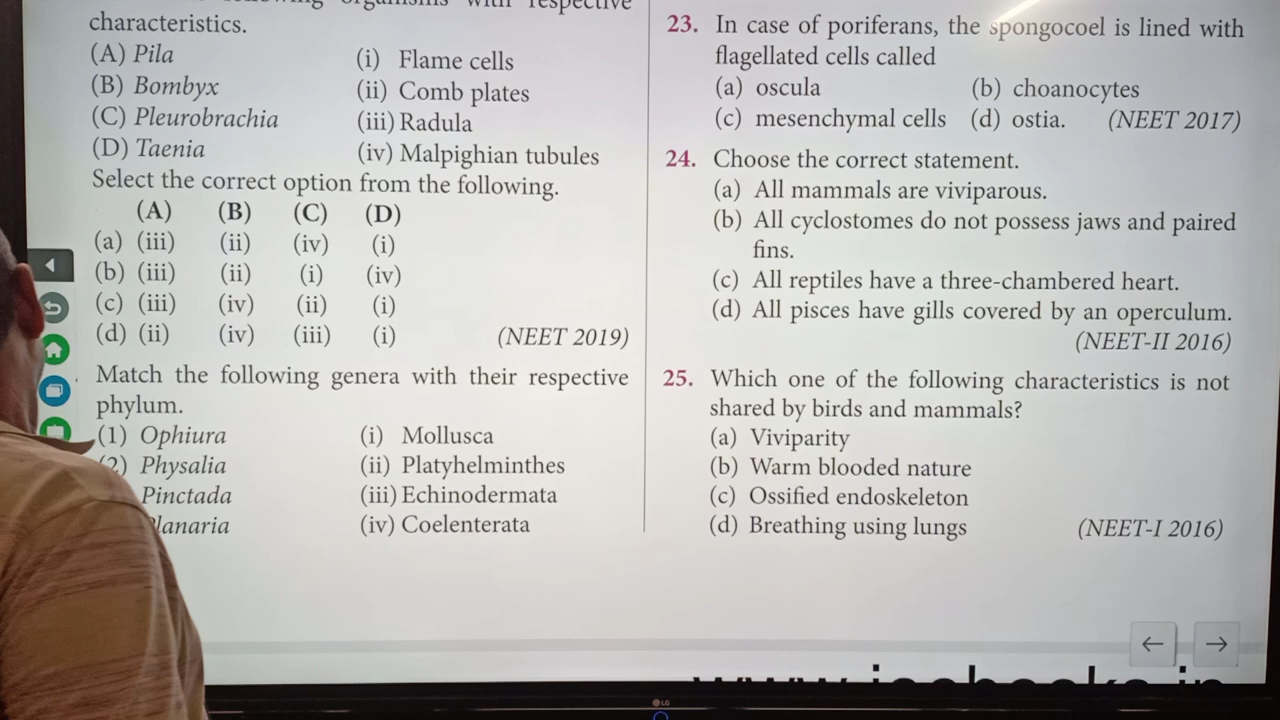 organisms with respective
characteristics.
(A) Pila (i) Flame cells
(B) Bombyx (ii) Comb plates
(C) Pleurobrachia (iii) Radula
(D) Taenia (iv) Malpighian tubules
Select the correct option from the following.
(A) (B) (C) (D)
(a) (iii) (ii) (iv) (i)
(b) (iii) (ii) (i) (iv)
(c) (iii) (iv) (ii) (i)
(d) (ii) (iv) (iii) (i) (NEET 2019)
Match the following genera with their respective
phylum.
(1) Ophiura (i) Mollusca
(2) Physalia (ii) Platyhelminthes
Pinctada (iii) Echinodermata
Planaria (iv) Coelenterata
23. In case of poriferans, the spongocoel is lined with
flagellated cells called
(a) oscula (b) choanocytes
(c) mesenchymal cells (d) ostia. (NEET 2017)
24. Choose the correct statement.
(a) All mammals are viviparous.
(b) All cyclostomes do not possess jaws and paired
fins.
(c) All reptiles have a three-chambered heart.
(d) All pisces have gills covered by an operculum.
(NEET-II 2016)
25. Which one of the following characteristics is not
shared by birds and mammals?
(a) Viviparity
(b) Warm blooded nature
(c) Ossified endoskeleton
(d) Breathing using lungs (NEET-I 2016)
LG